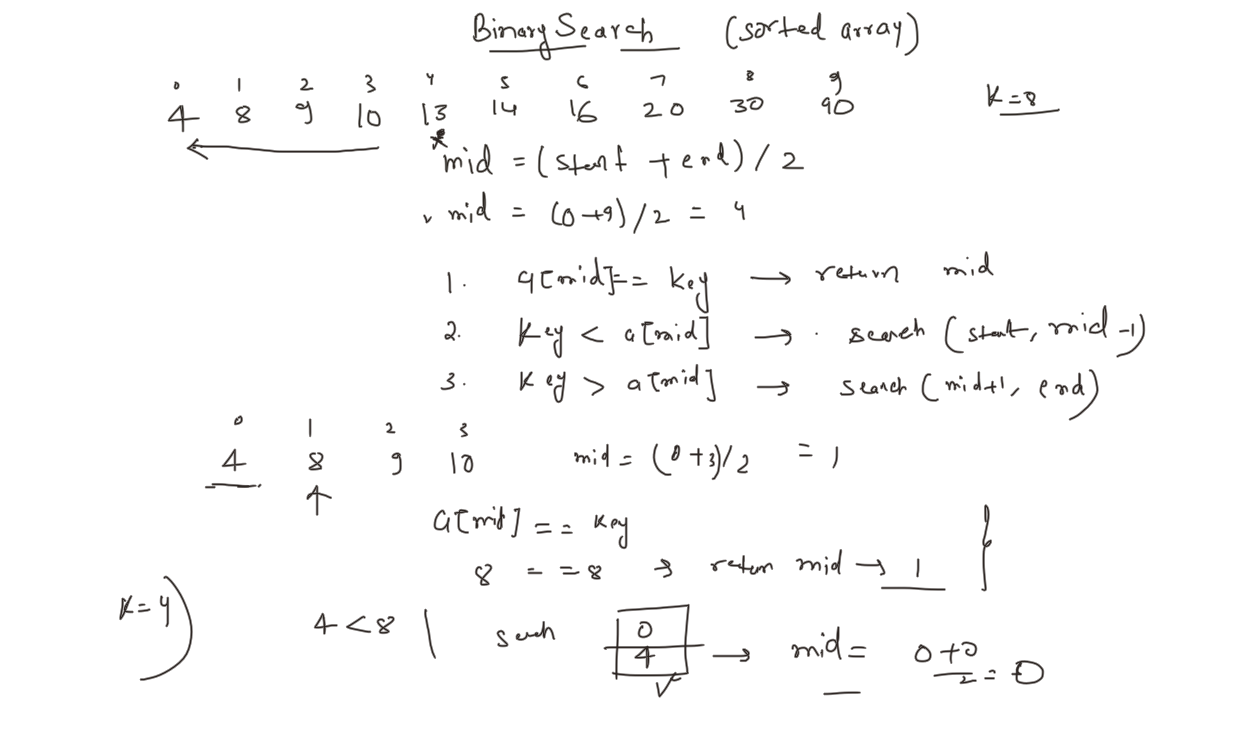 Binary Search (sorted array)
0 1 2 3 4 5 6 7 8 9
4 8 9 10 13 14 16 20 30 90 K=8
mid = (start + end) / 2
mid = (0+9)/2 = 4
1. a[mid]== key → return mid
2. key < a[mid] → search (start, mid-1)
3. key > a[mid] → search (mid+1, end)
0 1 2 3
4 8 9 10 mid = (0+3)/2 = 1
a[mid] == key
8 == 8 → return mid → 1
K=4) 4<8 | search 0 → mid = 0+0/2 = 0
4